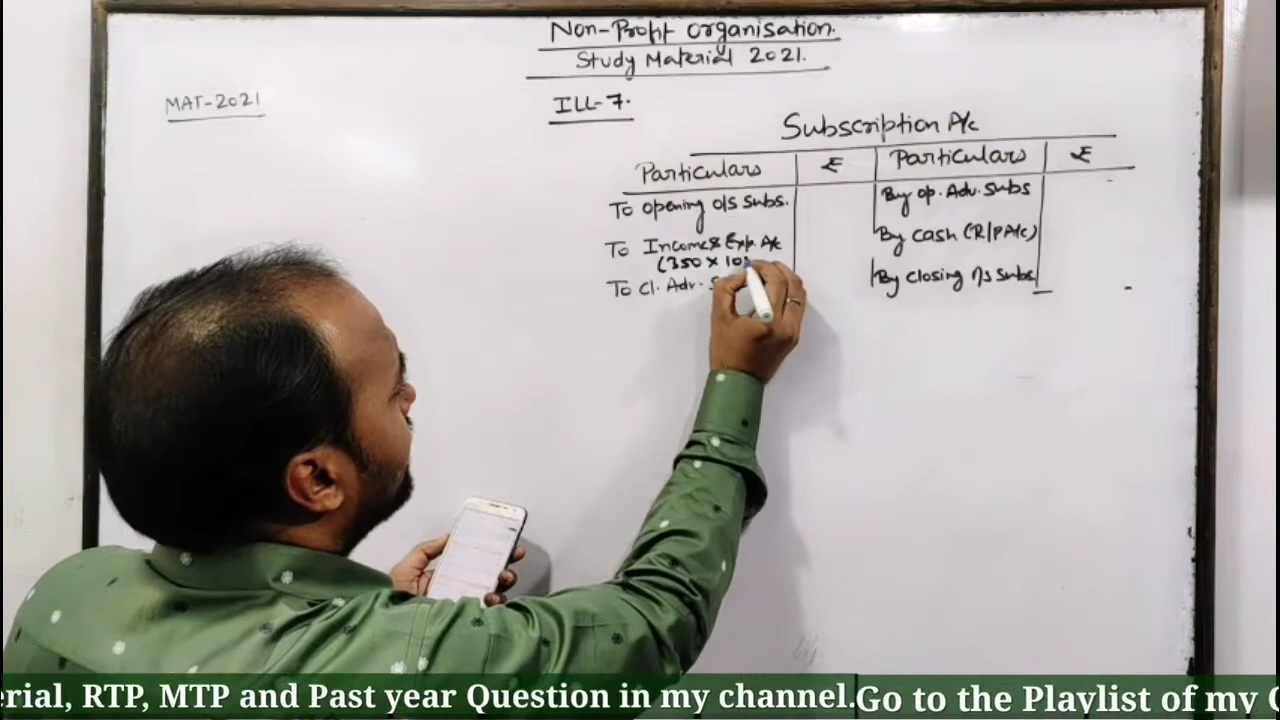 Non-Profit organisation.
Study Material 2021.
MAT-2021
ILL-7.
Subscription A/c
Particulars ₹ Particulars ₹
To opening o/s subs. By op. Adv. Subs
To Income & Exp. A/c By cash (R/P A/c)
(350 × 10
To Cl. Adv. By Closing o/s Subs
erial, RTP, MTP and Past year Question in my channel. Go to the Playlist of my